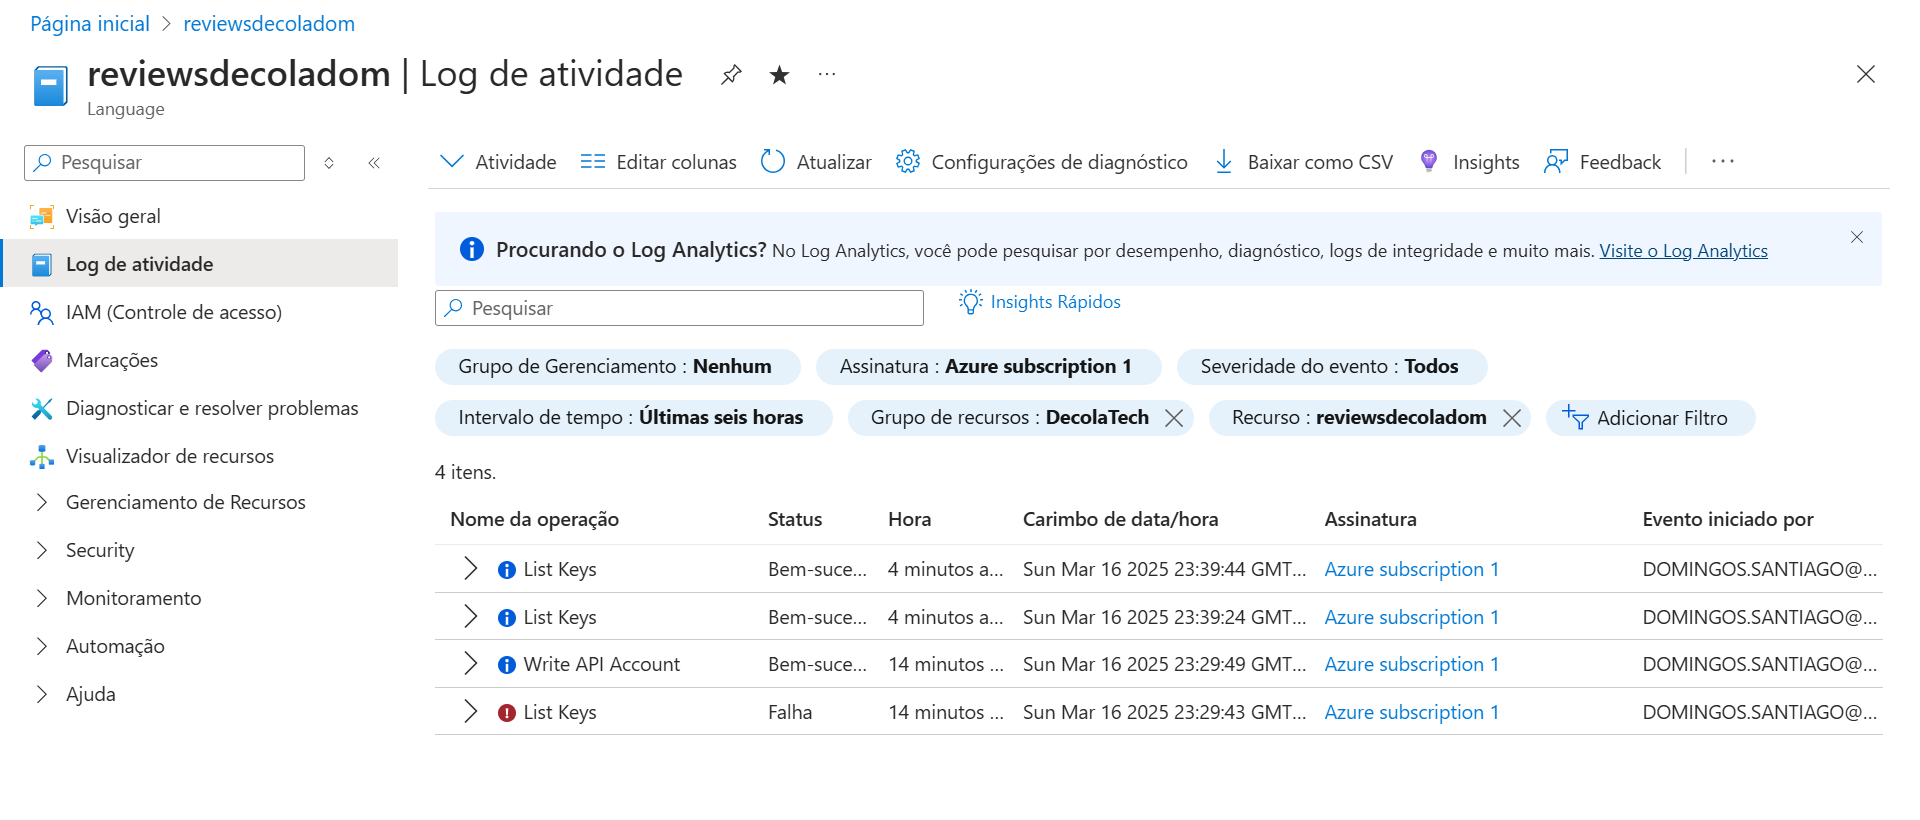 Página inicial > reviewsdecoladom
reviewsdecoladom | Log de atividade
Language
Pesquisar
Atividade Editar colunas Atualizar Configurações de diagnóstico Baixar como CSV Insights Feedback
Visão geral
Log de atividade
IAM (Controle de acesso)
Marcações
Diagnosticar e resolver problemas
Visualizador de recursos
Gerenciamento de Recursos
Security
Monitoramento
Automação
Ajuda
Procurando o Log Analytics? No Log Analytics, você pode pesquisar por desempenho, diagnóstico, logs de integridade e muito mais. Visite o Log Analytics
Pesquisar Insights Rápidos
Grupo de Gerenciamento : Nenhum Assinatura : Azure subscription 1 Severidade do evento : Todos
Intervalo de tempo : Últimas seis horas Grupo de recursos : DecolaTech Recurso : reviewsdecoladom Adicionar Filtro
4 itens.
Nome da operação Status Hora Carimbo de data/hora Assinatura Evento iniciado por
List Keys Bem-suce... 4 minutos a... Sun Mar 16 2025 23:39:44 GMT... Azure subscription 1 DOMINGOS.SANTIAGO@...
List Keys Bem-suce... 4 minutos a... Sun Mar 16 2025 23:39:24 GMT... Azure subscription 1 DOMINGOS.SANTIAGO@...
Write API Account Bem-suce... 14 minutos ... Sun Mar 16 2025 23:29:49 GMT... Azure subscription 1 DOMINGOS.SANTIAGO@...
List Keys Falha 14 minutos ... Sun Mar 16 2025 23:29:43 GMT... Azure subscription 1 DOMINGOS.SANTIAGO@...